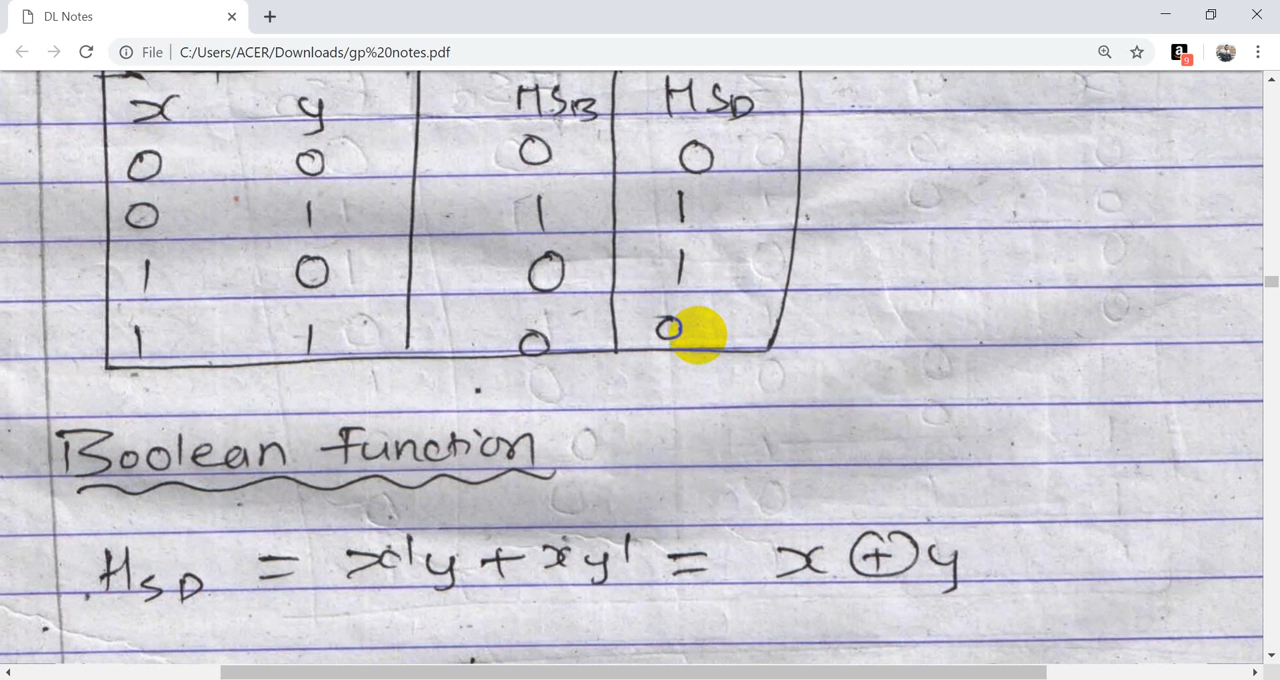 DL Notes
File C:/Users/ACER/Downloads/gp%20notes.pdf
9
x y HSB HSD
0 0 0 0
0 1 1 1
1 0 0 1
1 1 0 0
Boolean Function
HSD = x'y + xy' = x ⊕ y